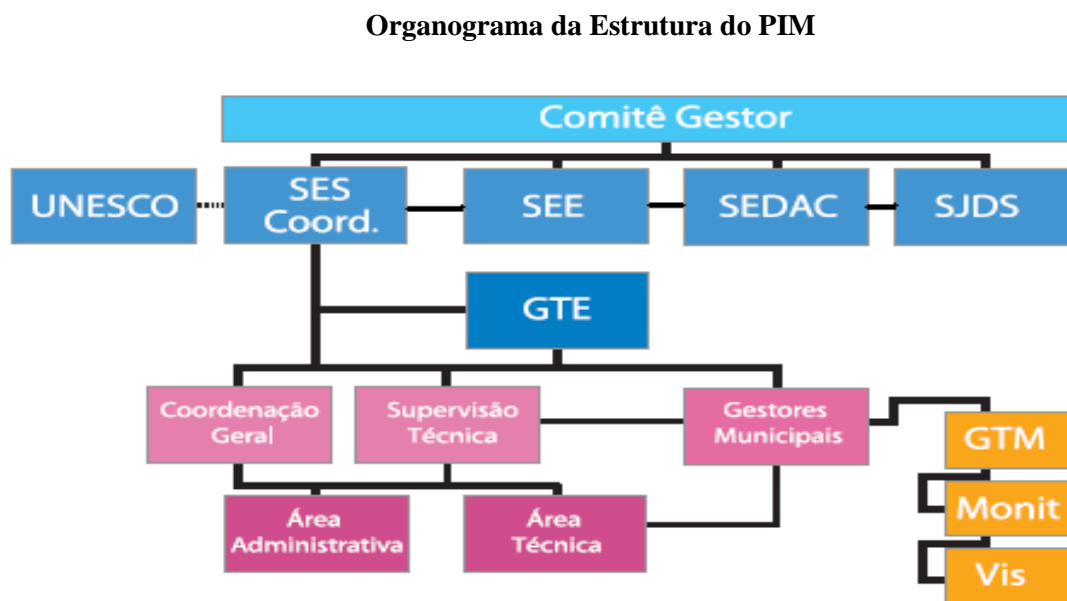 Organograma da Estrutura do PIM
Comitê Gestor
UNESCO
SES
Coord.
SEE
SEDAC
SJDS
GTE
Coordenação
Geral
Supervisão
Técnica
Gestores
Municipais
GTM
Monit
Vis
Área
Administrativa
Área
Técnica